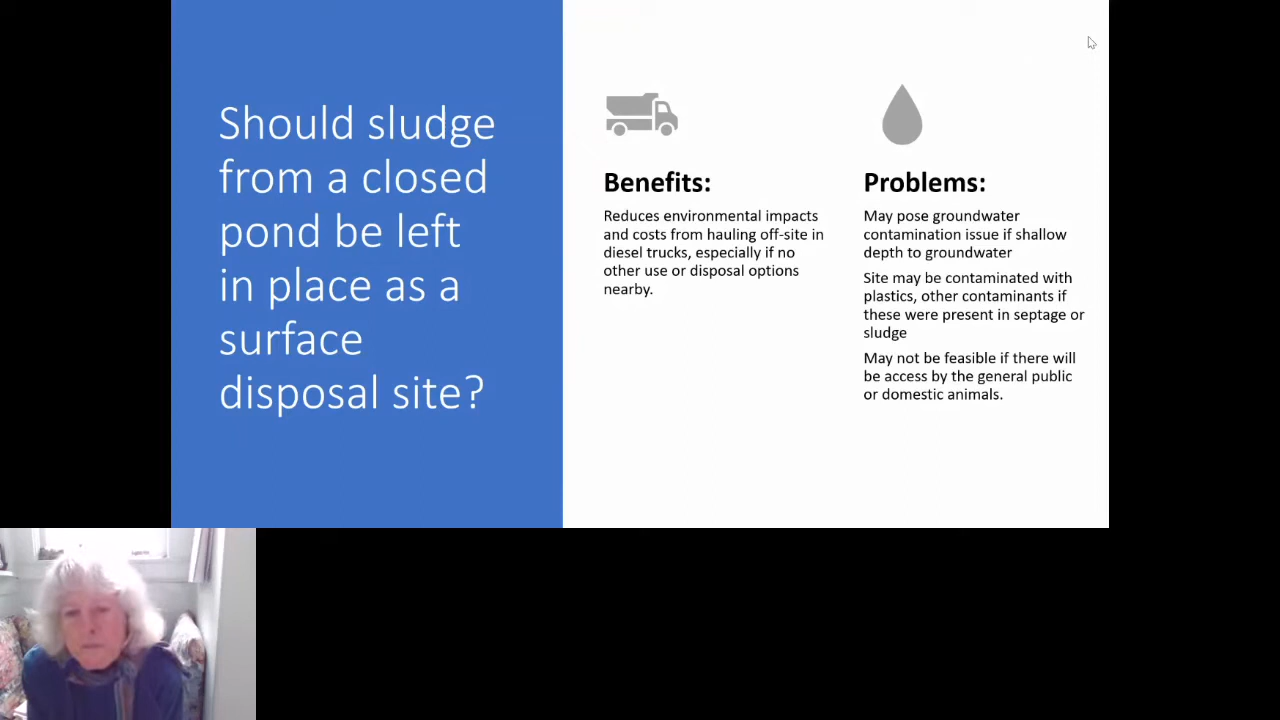 Should sludge
from a closed
pond be left
in place as a
surface
disposal site?
Benefits:
Reduces environmental impacts
and costs from hauling off-site in
diesel trucks, especially if no
other use or disposal options
nearby.
Problems:
May pose groundwater
contamination issue if shallow
depth to groundwater
Site may be contaminated with
plastics, other contaminants if
these were present in septage or
sludge
May not be feasible if there will
be access by the general public
or domestic animals.